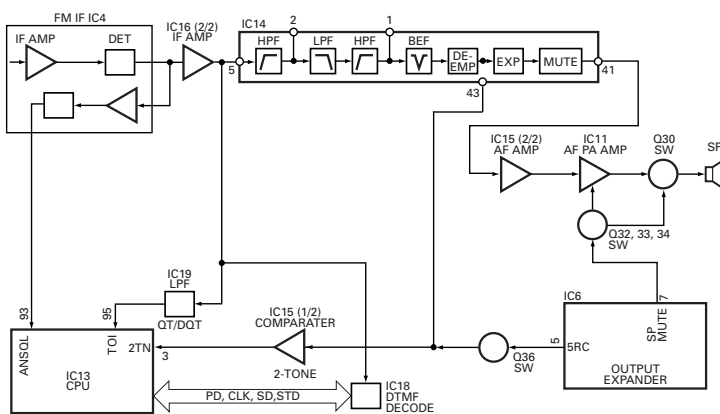 FM IF IC4
IF AMP
DET
IC16 (2/2)
IF AMP
IC14
2
1
HPF
LPF
HPF
BEF
DE-
EMP
EXP
MUTE
5
41
43
IC15 (2/2)
AF AMP
IC11
AF PA AMP
Q30
SW
SP
Q32, 33, 34
SW
IC19
LPF
QT/DQT
93
95
ANSQL
TOI
2TN
3
IC13
CPU
IC15 (1/2)
COMPARATER
2-TONE
Q36
SW
IC6
7
SP
MUTE
5
5RC
OUTPUT
EXPANDER
PD, CLK, SD,STD
IC18
DTMF
DECODE